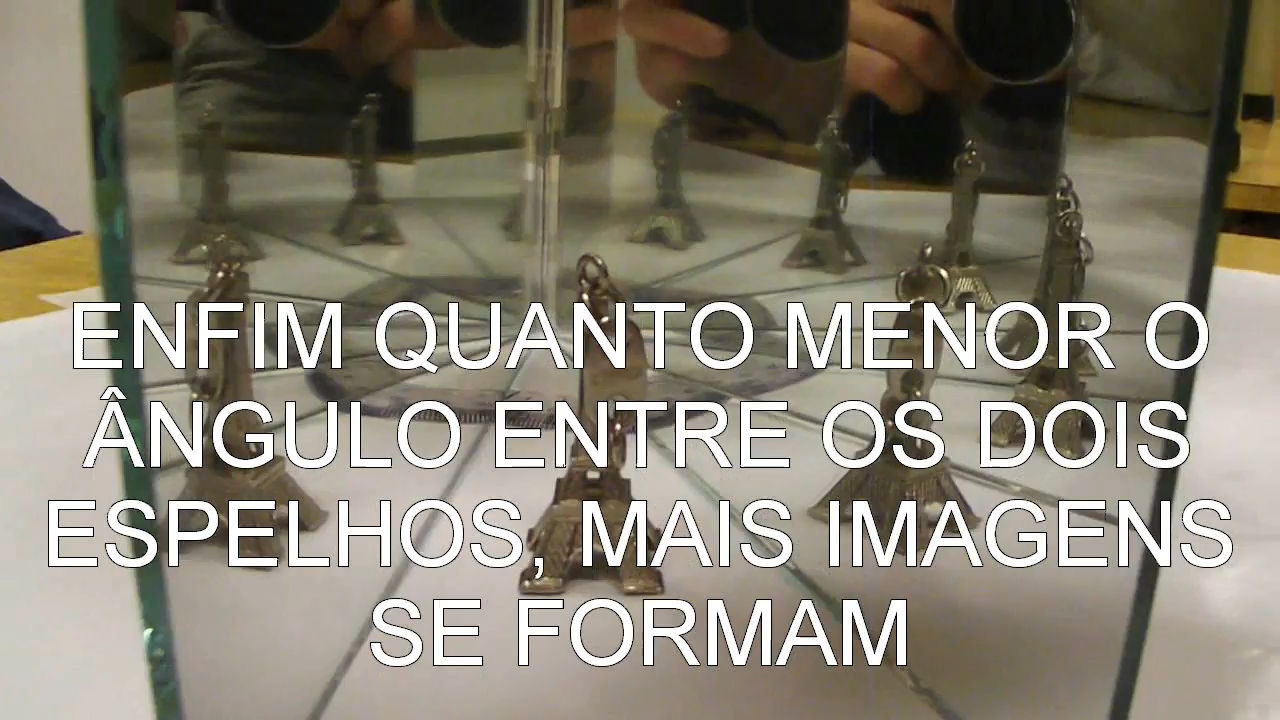 ENFIM QUANTO MENOR O
ÂNGULO ENTRE OS DOIS
ESPELHOS, MAIS IMAGENS
SE FORMAM